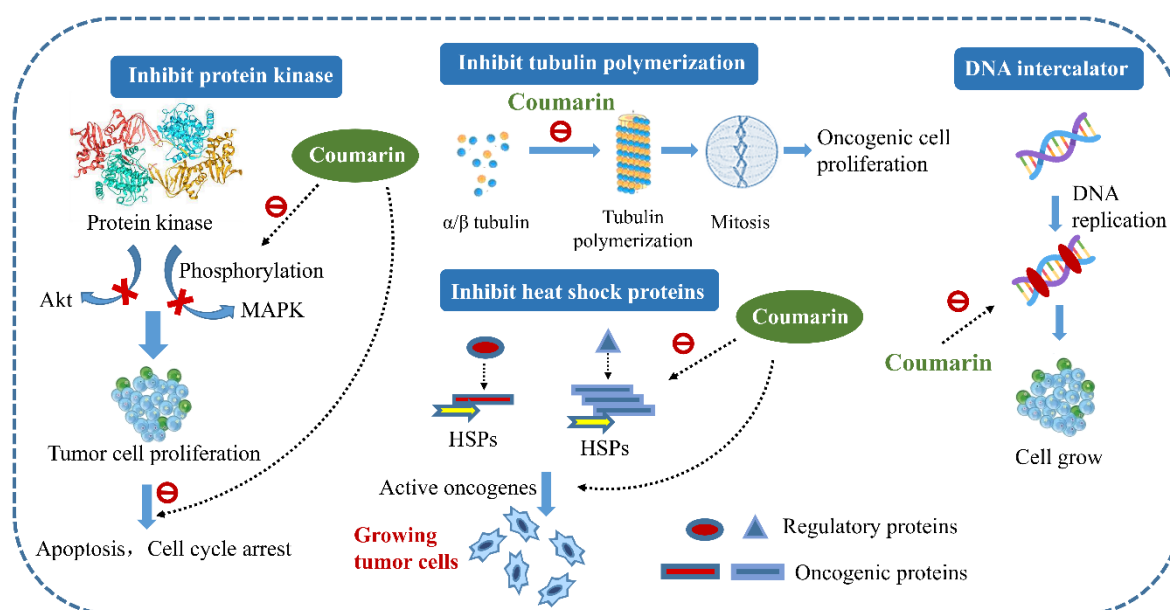 Inhibit protein kinase
Coumarin
Protein kinase
Phosphorylation
Akt
MAPK
Tumor cell proliferation
Apoptosis，Cell cycle arrest
Inhibit tubulin polymerization
Coumarin
α/β tubulin
Tubulin
polymerization
Mitosis
Oncogenic cell
proliferation
Inhibit heat shock proteins
Coumarin
HSPs
HSPs
Active oncogenes
Growing
tumor cells
Regulatory proteins
Oncogenic proteins
DNA intercalator
DNA
replication
Coumarin
Cell grow